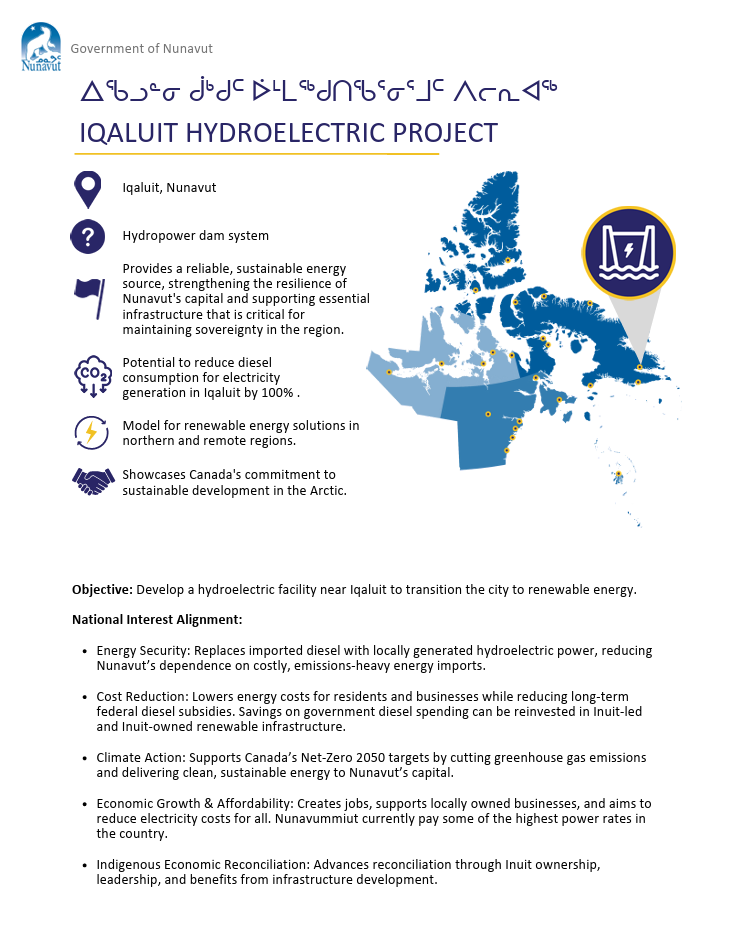 Nunavut
Government of Nunavut
ᐃᖃᓗᓐᓂ ᑰᒃᑯᑦ ᐆᒻᒪᖅᑯᑎᖃᕐᓂᕐᒧᑦ ᐱᓕᕆᐊᖅ
IQALUIT HYDROELECTRIC PROJECT
Iqaluit, Nunavut
Hydropower dam system
Provides a reliable, sustainable energy
source, strengthening the resilience of
Nunavut's capital and supporting essential
infrastructure that is critical for
maintaining sovereignty in the region.
CO2
Potential to reduce diesel
consumption for electricity
generation in Iqaluit by 100% .
Model for renewable energy solutions in
northern and remote regions.
Showcases Canada's commitment to
sustainable development in the Arctic.
Objective: Develop a hydroelectric facility near Iqaluit to transition the city to renewable energy.
National Interest Alignment:
• Energy Security: Replaces imported diesel with locally generated hydroelectric power, reducing
Nunavut’s dependence on costly, emissions-heavy energy imports.
• Cost Reduction: Lowers energy costs for residents and businesses while reducing long-term
federal diesel subsidies. Savings on government diesel spending can be reinvested in Inuit-led
and Inuit-owned renewable infrastructure.
• Climate Action: Supports Canada’s Net-Zero 2050 targets by cutting greenhouse gas emissions
and delivering clean, sustainable energy to Nunavut’s capital.
• Economic Growth & Affordability: Creates jobs, supports locally owned businesses, and aims to
reduce electricity costs for all. Nunavummiut currently pay some of the highest power rates in
the country.
• Indigenous Economic Reconciliation: Advances reconciliation through Inuit ownership,
leadership, and benefits from infrastructure development.